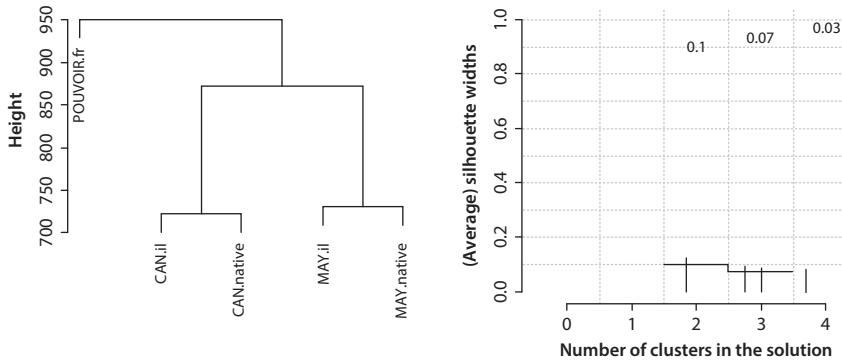 Height
950
900
850
800
750
700
POUVOIR.fr
CAN.il
CAN.native
MAY.il
MAY.native
(Average) silhouette widths
1.0
0.8
0.6
0.4
0.2
0.0
0.1
0.07
0.03
0 1 2 3 4
Number of clusters in the solution